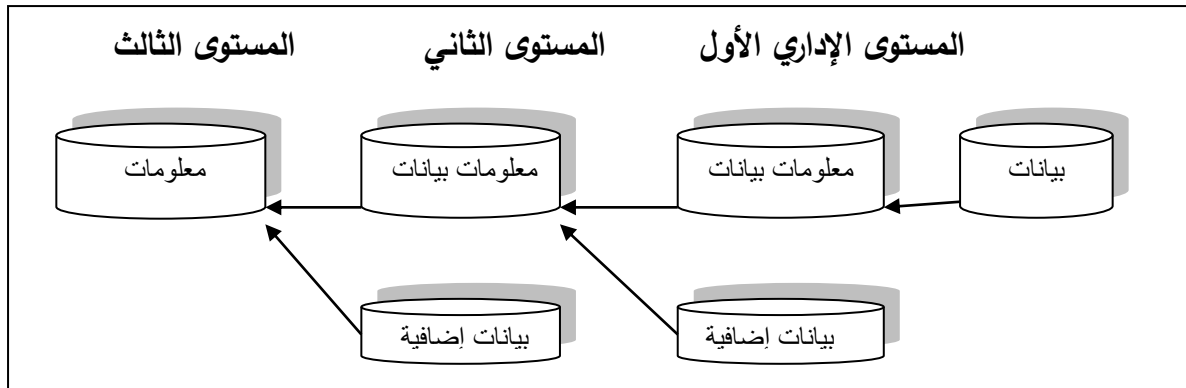 المستوى الإداري الأول المستوى الثاني المستوى الثالث
بيانات معلومات بيانات معلومات بيانات معلومات
بيانات إضافية بيانات إضافية